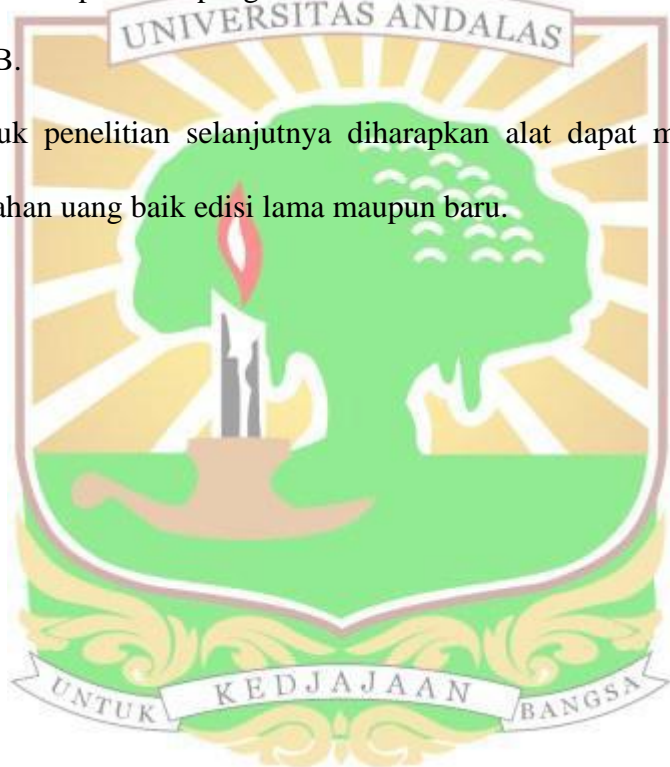 UNIVERSITAS ANDALAS
B.
uk penelitian selanjutnya diharapkan alat dapat m
ahan uang baik edisi lama maupun baru.
UNTUK KEDJAJAAN BANGSA